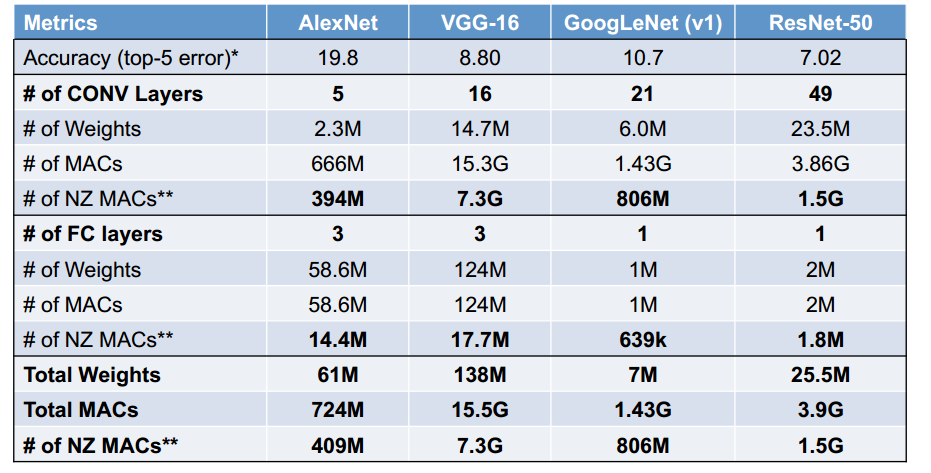 Metrics AlexNet VGG-16 GoogLeNet (v1) ResNet-50
Accuracy (top-5 error)* 19.8 8.80 10.7 7.02
# of CONV Layers 5 16 21 49
# of Weights 2.3M 14.7M 6.0M 23.5M
# of MACs 666M 15.3G 1.43G 3.86G
# of NZ MACs** 394M 7.3G 806M 1.5G
# of FC layers 3 3 1 1
# of Weights 58.6M 124M 1M 2M
# of MACs 58.6M 124M 1M 2M
# of NZ MACs** 14.4M 17.7M 639k 1.8M
Total Weights 61M 138M 7M 25.5M
Total MACs 724M 15.5G 1.43G 3.9G
# of NZ MACs** 409M 7.3G 806M 1.5G